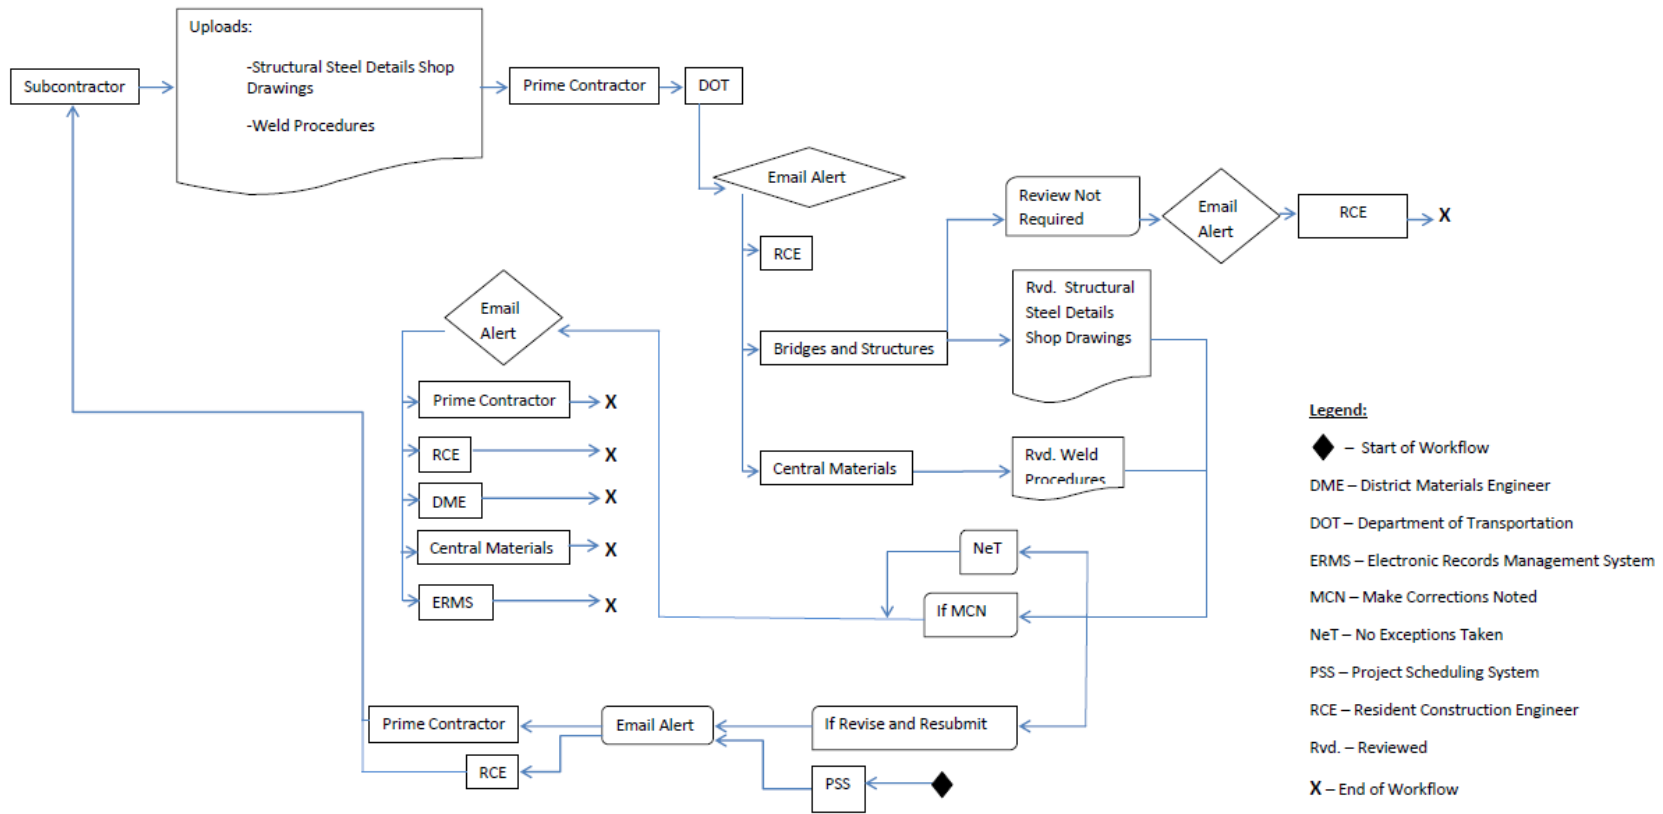 Uploads:
-Structural Steel Details Shop
Drawings
-Weld Procedures
Subcontractor
Prime Contractor
DOT
Email Alert
Review Not
Required
Email
Alert
RCE
X
RCE
Bridges and Structures
Rvd. Structural
Steel Details
Shop Drawings
Central Materials
Rvd. Weld
Procedures
Email
Alert
Prime Contractor
X
RCE
X
DME
X
Central Materials
X
ERMS
X
NeT
If MCN
If Revise and Resubmit
Email Alert
Prime Contractor
RCE
PSS
Legend:
– Start of Workflow
DME – District Materials Engineer
DOT – Department of Transportation
ERMS – Electronic Records Management System
MCN – Make Corrections Noted
NeT – No Exceptions Taken
PSS – Project Scheduling System
RCE – Resident Construction Engineer
Rvd. – Reviewed
X – End of Workflow